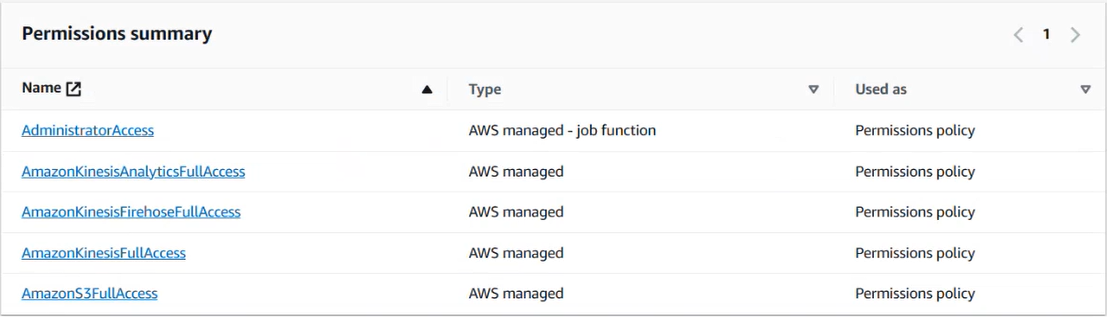 Permissions summary
1
Name Type Used as
AdministratorAccess AWS managed - job function Permissions policy
AmazonKinesisAnalyticsFullAccess AWS managed Permissions policy
AmazonKinesisFirehoseFullAccess AWS managed Permissions policy
AmazonKinesisFullAccess AWS managed Permissions policy
AmazonS3FullAccess AWS managed Permissions policy